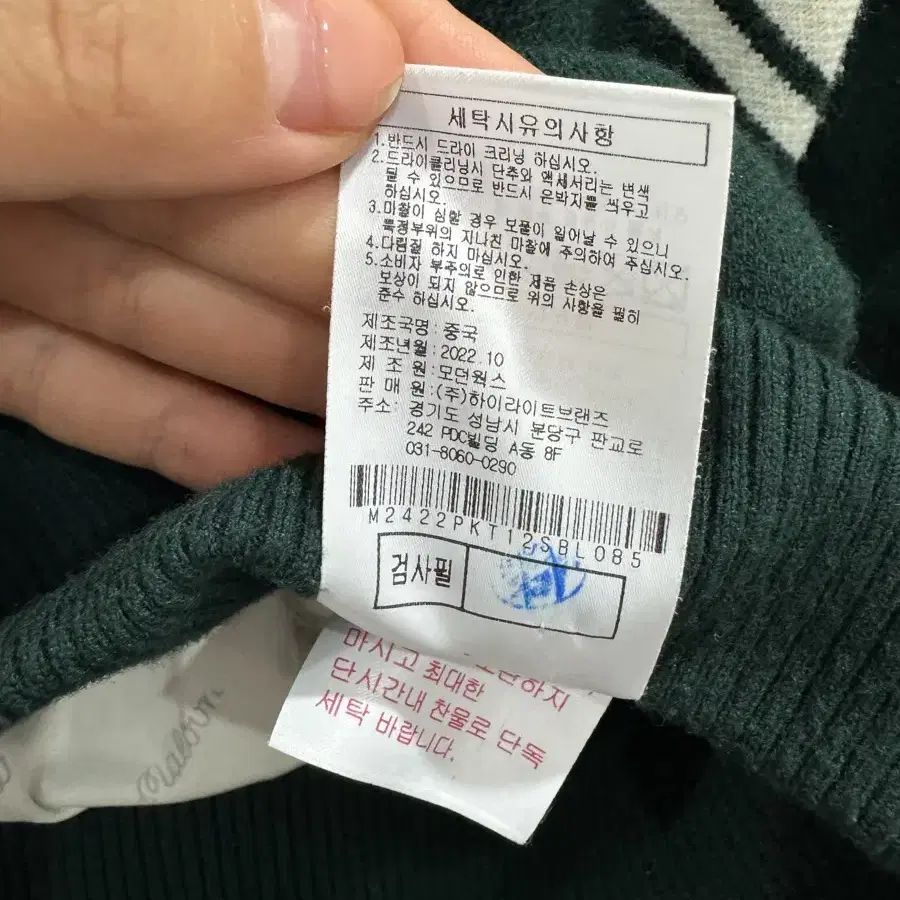 세탁시유의사항
1.반드시 드라이 크리닝 하십시오.
2.드라이클리닝시 단추와 액세서리는 변색
될 수 있으므로 반드시 은박지를 씌우고
하십시오.
3.마찰이 심할 경우 보풀이 일어날 수 있으니
특정부위의 지나친 마찰에 주의하여 주십시오.
4.다림질 하지 마십시오.
5.소비자 부주의로 인한 제품 손상은
보상이 되지 않으므로 위의 사항을 필히
준수 하십시오.
제조국명:중국
제조년월:2022.10
제 조 원:모던웍스
판 매 원:(주)하이라이트브랜즈
주소: 경기도 성남시 분당구 판교로
242 PDC빌딩 A동 8F
031-8060-0290
M2422PKT12SBL085
검사필
마시고 최대한
단시간내 찬물로 단독
세탁 바랍니다.